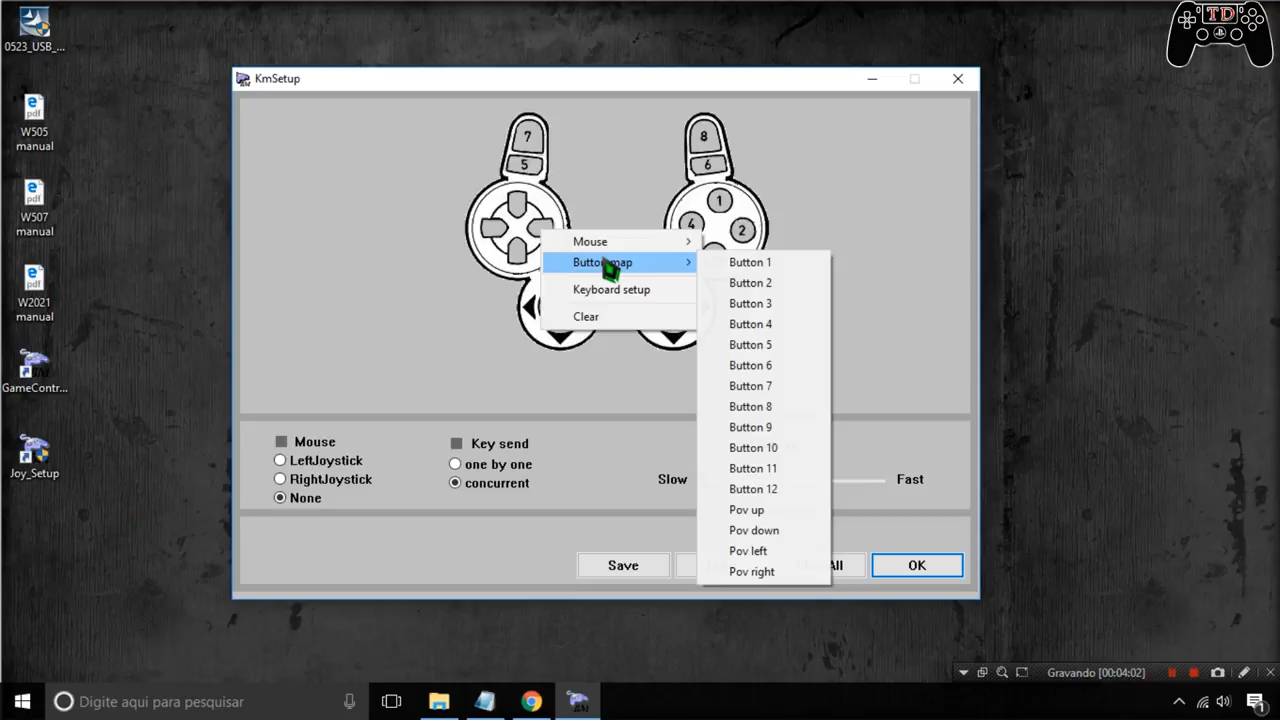 TD
0523_USB_...
W505
manual
W507
manual
W2021
manual
GameContr...
Joy_Setup
KmSetup
7
8
5
6
1
4
2
Mouse
Button map
Keyboard setup
Clear
Button 1
Button 2
Button 3
Button 4
Button 5
Button 6
Button 7
Button 8
Button 9
Button 10
Button 11
Button 12
Pov up
Pov down
Pov left
Pov right
Mouse
LeftJoystick
RightJoystick
None
Key send
one by one
concurrent
Slow
Fast
Save
All
OK
Gravando [00:04:02]
Digite aqui para pesquisar
1